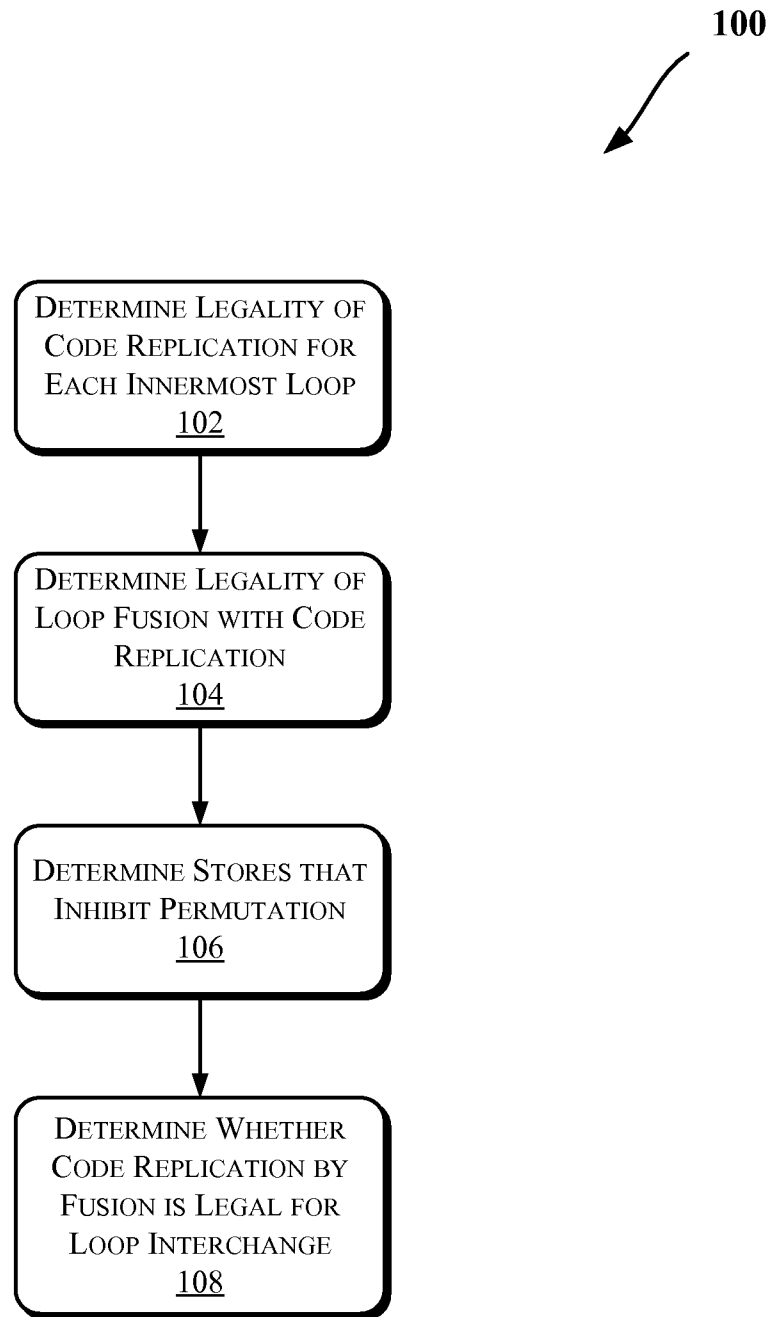 100
DETERMINE LEGALITY OF
CODE REPLICATION FOR
EACH INNERMOST LOOP
102
DETERMINE LEGALITY OF
LOOP FUSION WITH CODE
REPLICATION
104
DETERMINE STORES THAT
INHIBIT PERMUTATION
106
DETERMINE WHETHER
CODE REPLICATION BY
FUSION IS LEGAL FOR
LOOP INTERCHANGE
108